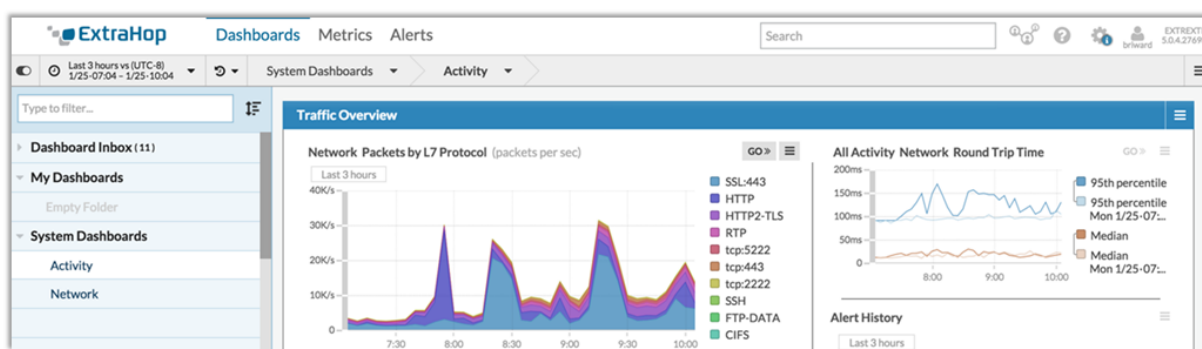 ExtraHop
Dashboards Metrics Alerts
Search
briward
EXTREXTR
5.0.4.2769
Last 3 hours vs (UTC-8)
1/25-07:04 – 1/25-10:04
System Dashboards
Activity
Type to filter...
Dashboard Inbox (11)
My Dashboards
Empty Folder
System Dashboards
Activity
Network
Traffic Overview
Network Packets by L7 Protocol (packets per sec)
GO »
Last 3 hours
40K/s
30K/s
20K/s
10K/s
0
7:30 8:00 8:30 9:00 9:30 10:00
SSL:443
HTTP
HTTP2-TLS
RTP
tcp:5222
tcp:443
tcp:2222
SSH
FTP-DATA
CIFS
All Activity Network Round Trip Time
GO »
200ms
150ms
100ms
50ms
0
8:00 9:00 10:00
95th percentile
95th percentile
Mon 1/25-07:...
Median
Median
Mon 1/25-07:...
Alert History
Last 3 hours